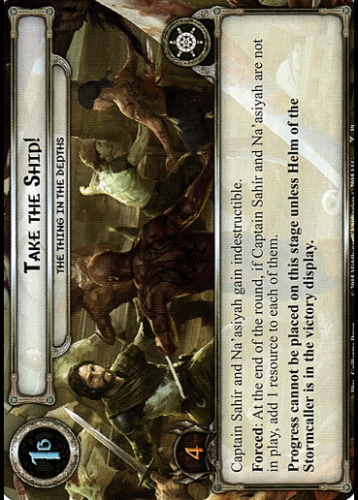 1B
TAKE THE SHIP!
THE THING IN THE DEPTHS
4
Captain Sahír and Na'asiyah gain indestructible.
Forced: At the end of the round, if Captain Sahír and Na'asiyah are not
in play, add 1 resource to each of them.
Progress cannot be placed on this stage unless Helm of the
Stormcaller is in the victory display.